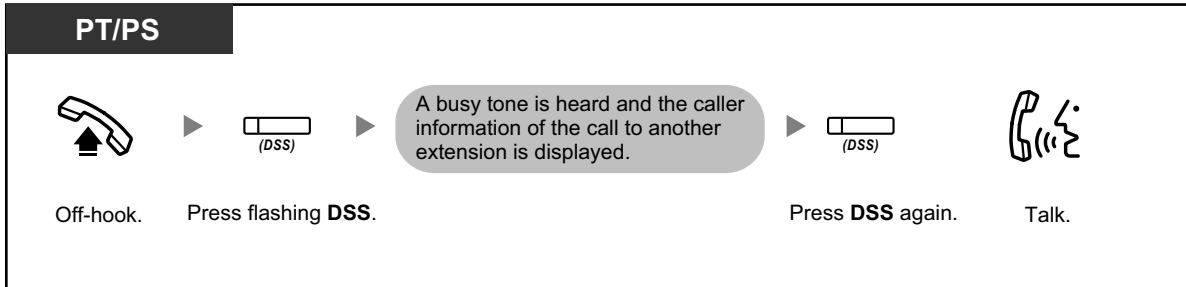 PT/PS
A busy tone is heard and the caller
information of the call to another
extension is displayed.
(DSS)
(DSS)
Off-hook.
Press flashing DSS.
Press DSS again.
Talk.